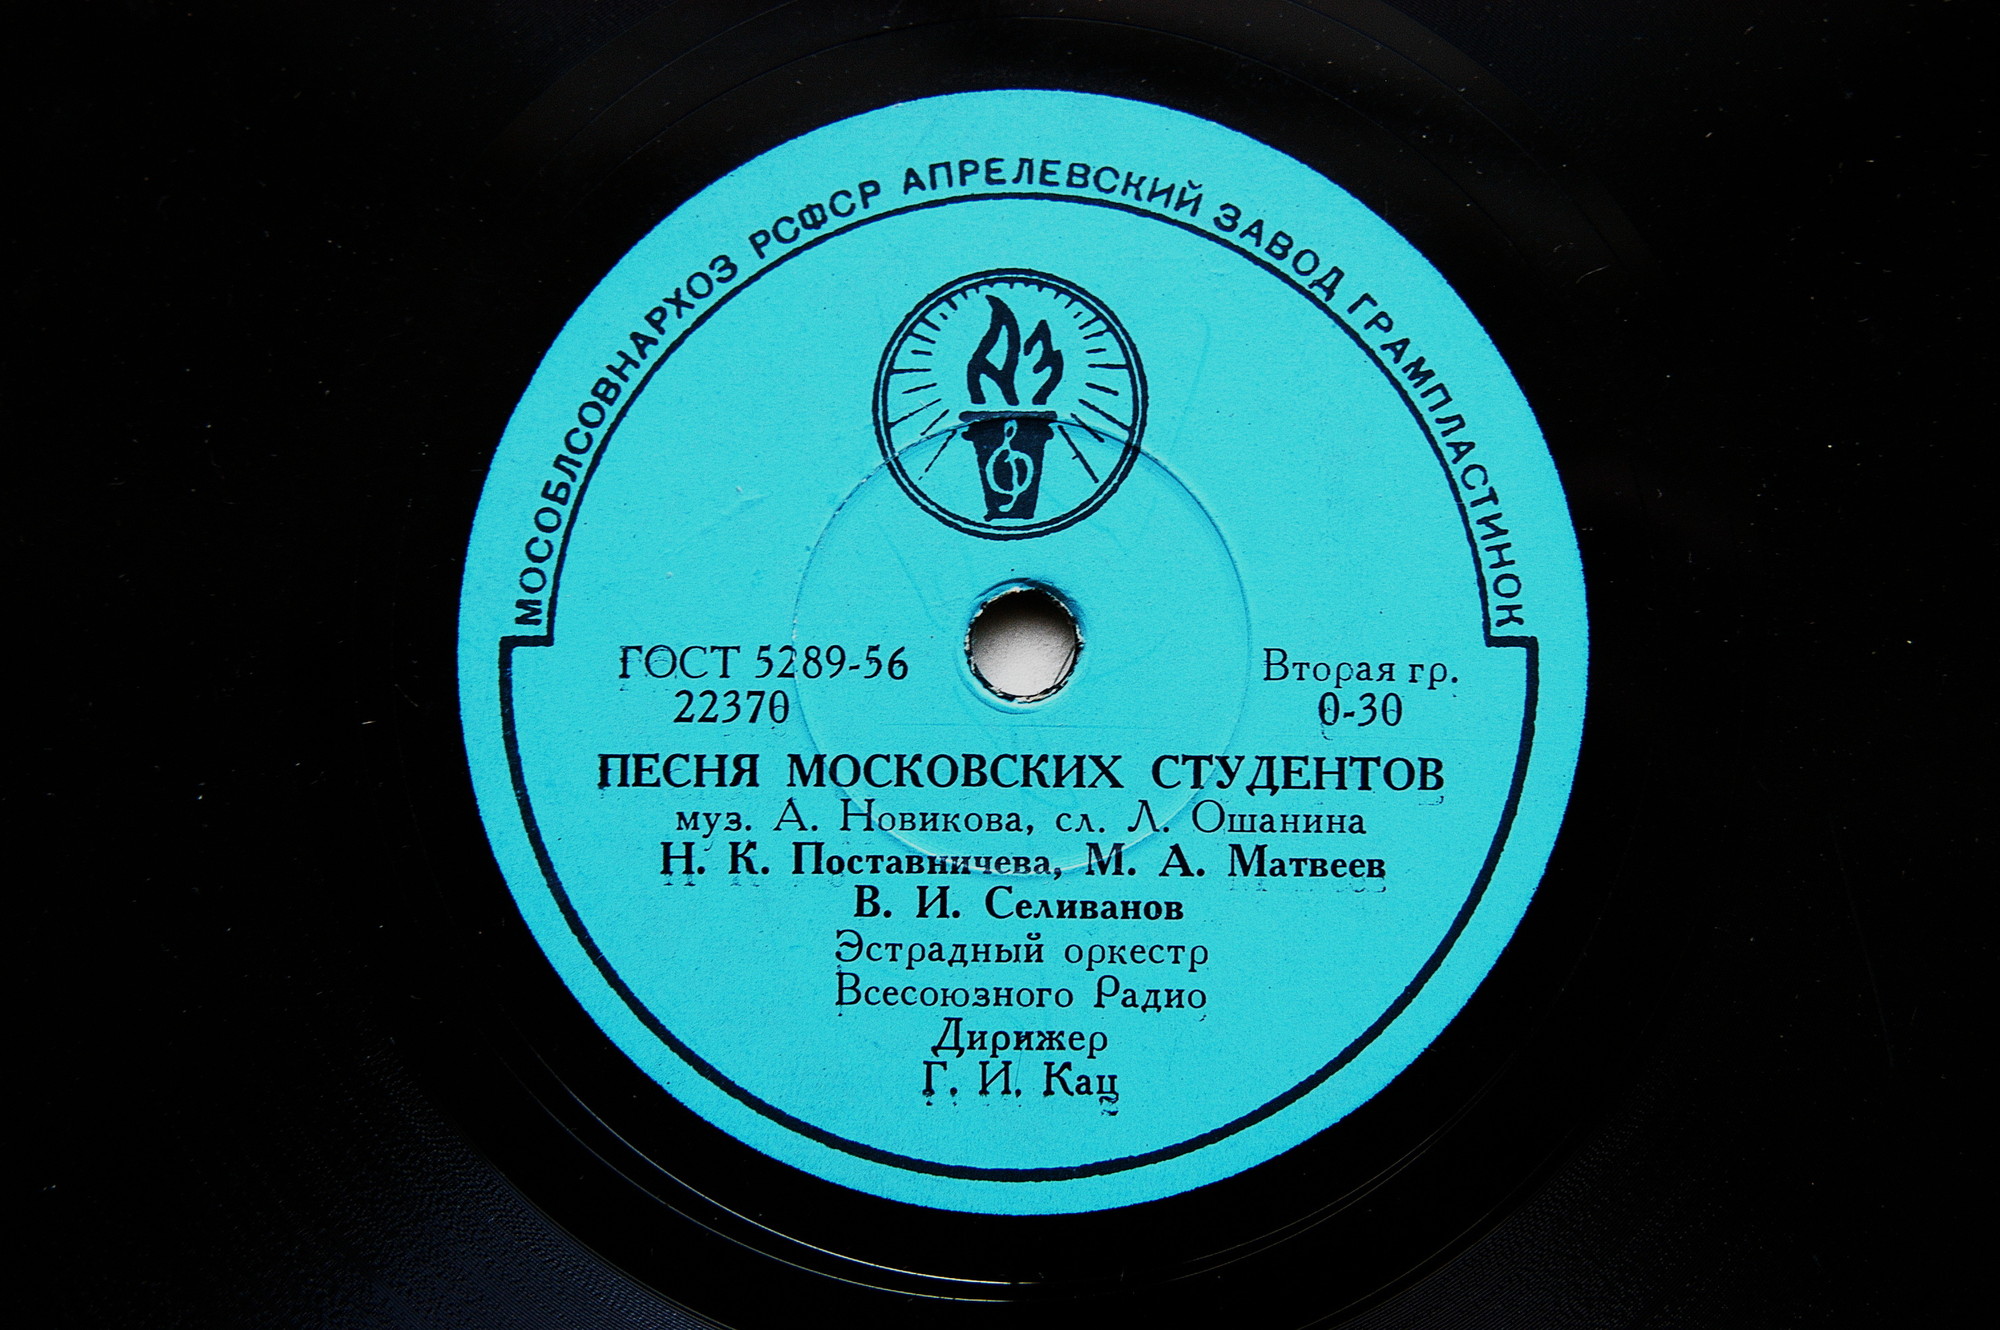 МОСОБЛСОВНАРХОЗ РСФСР АПРЕЛЕВСКИЙ ЗАВОД ГРАМПЛАСТИНОК
АЗ
ГОСТ 5289-56 Вторая гр.
22370 0-30
ПЕСНЯ МОСКОВСКИХ СТУДЕНТОВ
муз. А. Новикова, сл. Л. Ошанина
Н. К. Поставничева, М. А. Матвеев
В. И. Селиванов
Эстрадный оркестр
Всесоюзного Радио
Дирижер
Г. И. Кац